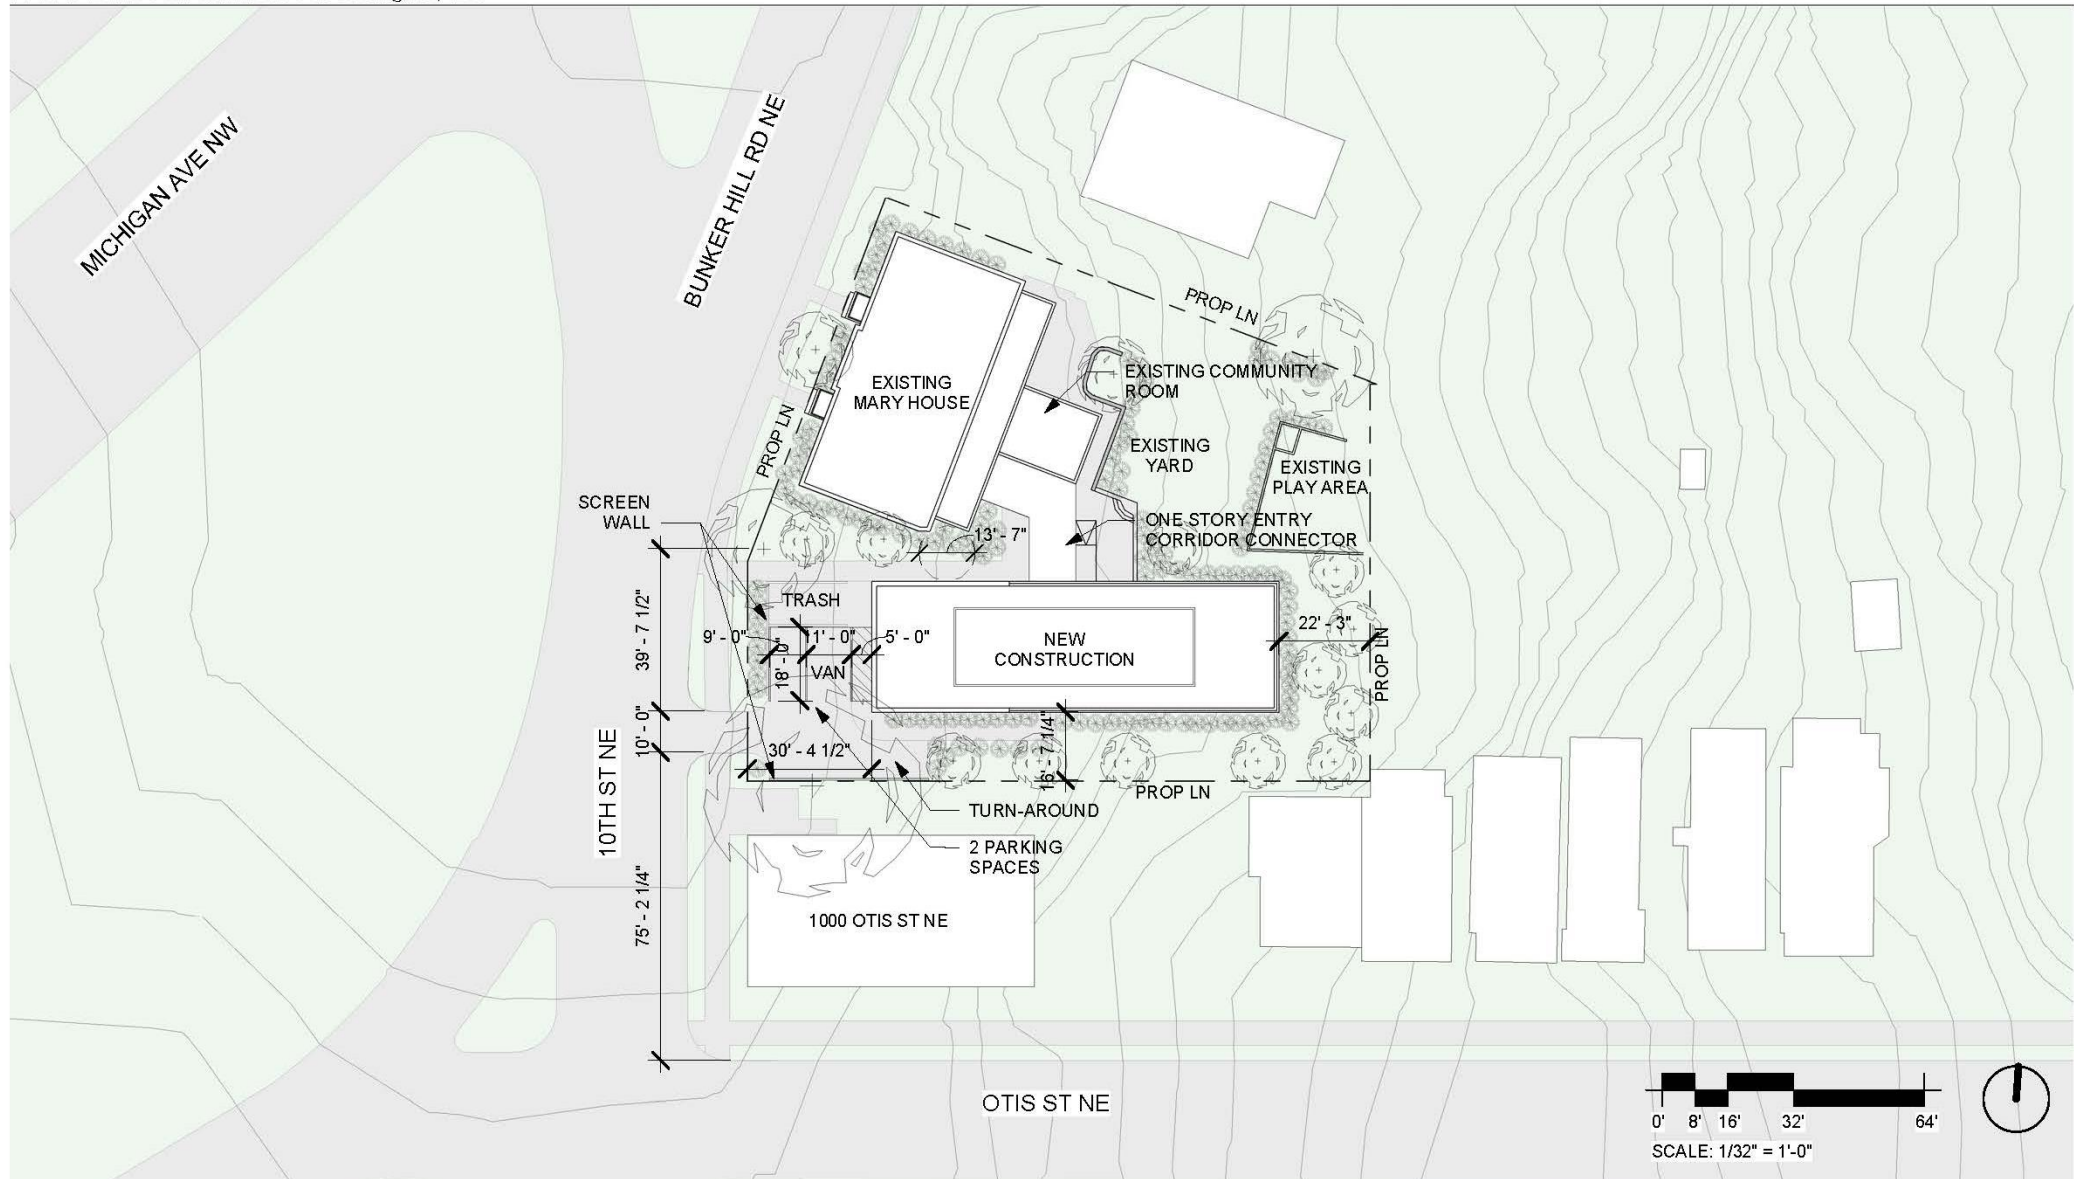 MICHIGAN AVE NW
BUNKER HILL RD NE
PROP LN
EXISTING
MARY HOUSE
EXISTING COMMUNITY
ROOM
PROP LN
EXISTING
YARD
EXISTING
PLAY AREA
SCREEN
WALL
13' - 7"
ONE STORY ENTRY
CORRIDOR CONNECTOR
TRASH
39' - 7 1/2"
9' - 0"
11' - 0"
5' - 0"
18' - 0"
VAN
NEW
CONSTRUCTION
22' - 3"
PROP LN
10' - 0"
30' - 4 1/2"
16' - 7 1/4"
PROP LN
10TH ST NE
TURN-AROUND
2 PARKING
SPACES
75' - 2 1/4"
1000 OTIS ST NE
OTIS ST NE
0' 8' 16' 32' 64'
SCALE: 1/32" = 1'-0"